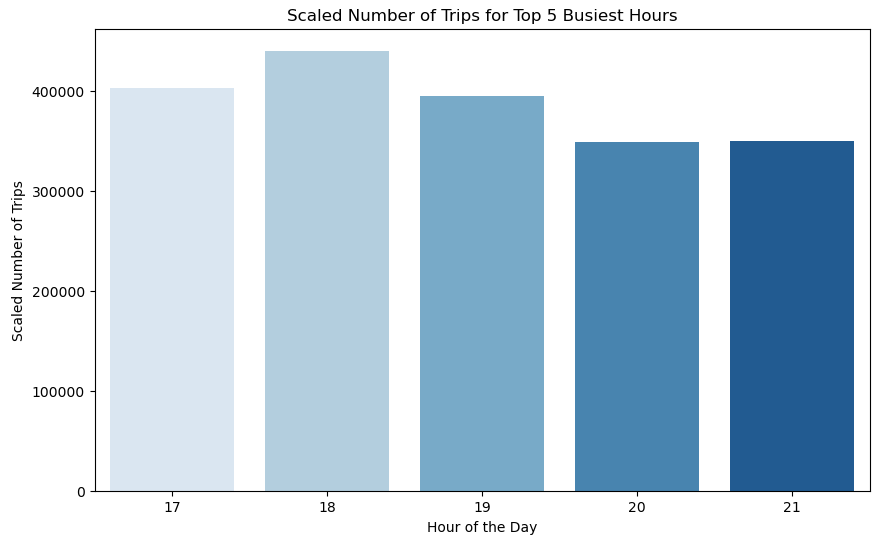 Scaled Number of Trips for Top 5 Busiest Hours
Scaled Number of Trips
400000
300000
200000
100000
0
17 18 19 20 21
Hour of the Day